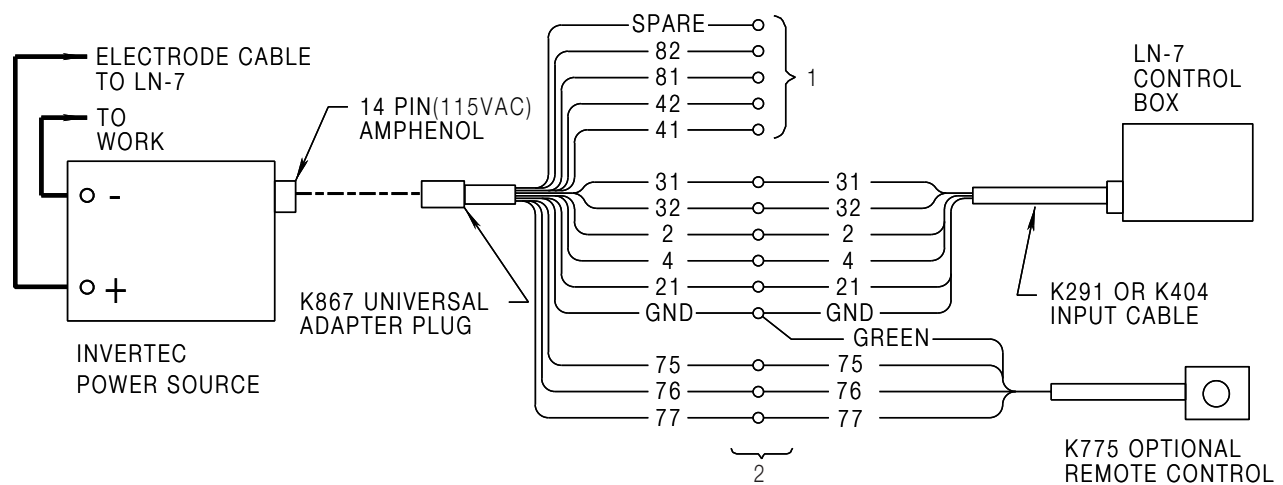 ELECTRODE CABLE
TO LN-7
TO
WORK
14 PIN(115VAC)
AMPHENOL
-
+
INVERTEC
POWER SOURCE
K867 UNIVERSAL
ADAPTER PLUG
SPARE
82
81
42
41
1
31 31
32 32
2 2
4 4
21 21
GND GND
GREEN
75 75
76 76
77 77
2
LN-7
CONTROL
BOX
K291 OR K404
INPUT CABLE
K775 OPTIONAL
REMOTE CONTROL